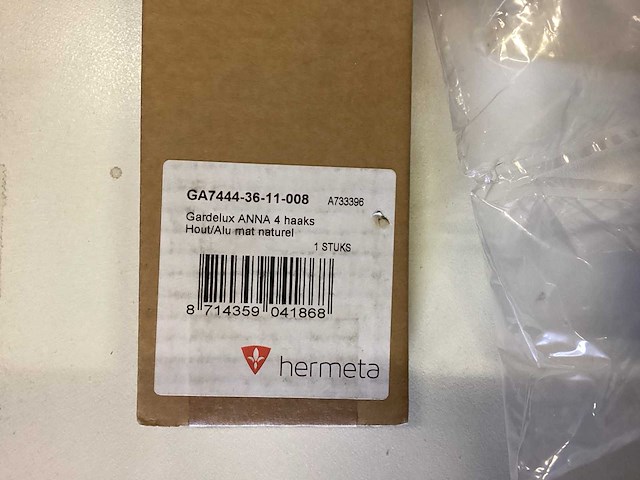 GA7444-36-11-008 A733396
Gardelux ANNA 4 haaks
Hout/Alu mat naturel
1 STUKS
8 714359 041868
hermeta